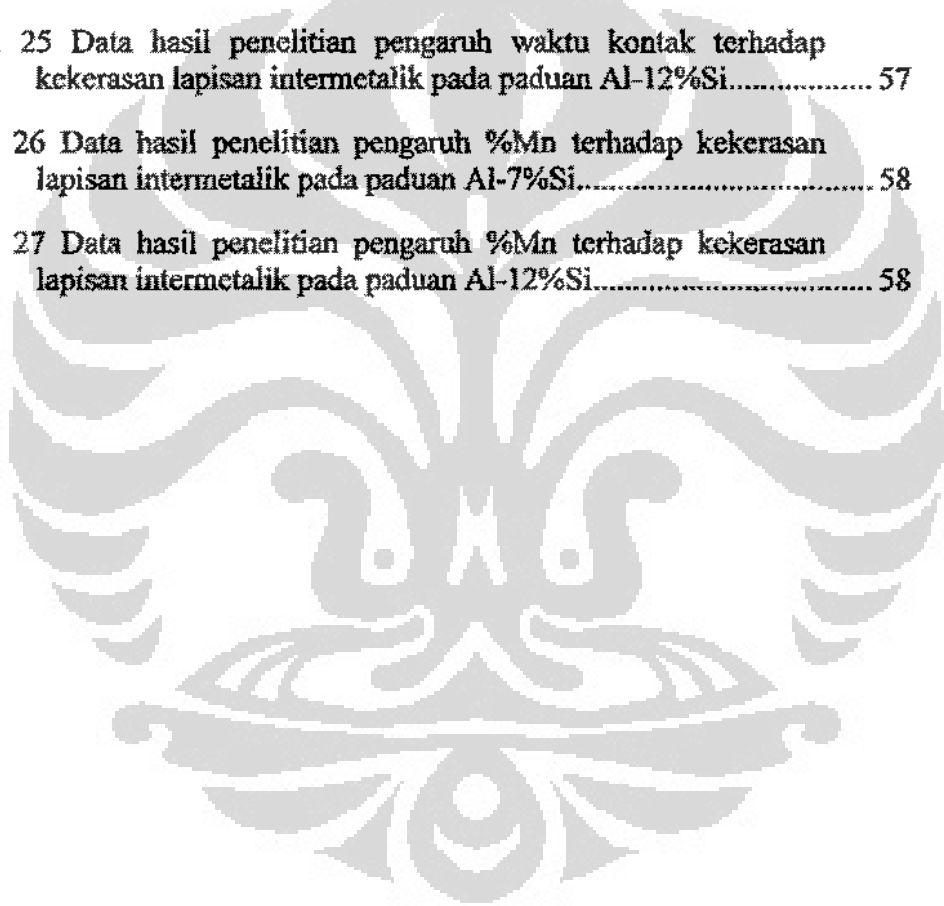 25 Data hasil penelitian pengaruh waktu kontak terhadap
kekerasan lapisan intermetalik pada paduan Al-12%Si.................. 57
26 Data hasil penelitian pengaruh %Mn terhadap kekerasan
lapisan intermetalik pada paduan Al-7%Si.................................... 58
27 Data hasil penelitian pengaruh %Mn terhadap kekerasan
lapisan intermetalik pada paduan Al-12%Si.................................. 58